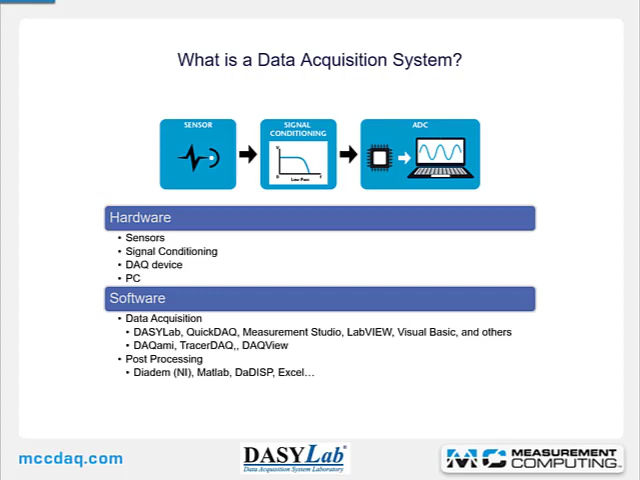 What is a Data Acquisition System?
SENSOR
SIGNAL
CONDITIONING
Low Pass
ADC
Hardware
• Sensors
• Signal Conditioning
• DAQ device
• PC
Software
• Data Acquisition
• DASYLab, QuickDAQ, Measurement Studio, LabVIEW, Visual Basic, and others
• DAQami, TracerDAQ,, DAQView
• Post Processing
• Diadem (NI), Matlab, DaDISP, Excel…
mccdaq.com
DASYLab®
Data Acquisition System Laboratory
MC MEASUREMENT
COMPUTING™